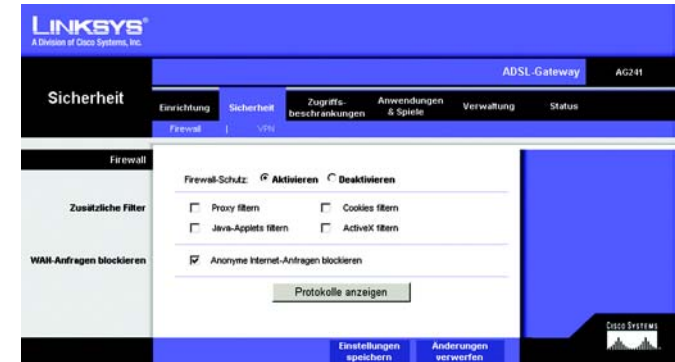 LINKSYS®
A Division of Cisco Systems, Inc.
ADSL-Gateway AG241
Sicherheit
Einrichtung Sicherheit Zugriffs-beschränkungen Anwendungen & Spiele Verwaltung Status
Firewall | VPN
Firewall
Firewall-Schutz: Aktivieren Deaktivieren
Zusätzliche Filter
Proxy filtern Cookies filtern
Java-Applets filtern ActiveX filtern
WAN-Anfragen blockieren
Anonyme Internet-Anfragen blockieren
Protokolle anzeigen
Einstellungen speichern Änderungen verwerfen
CISCO SYSTEMS